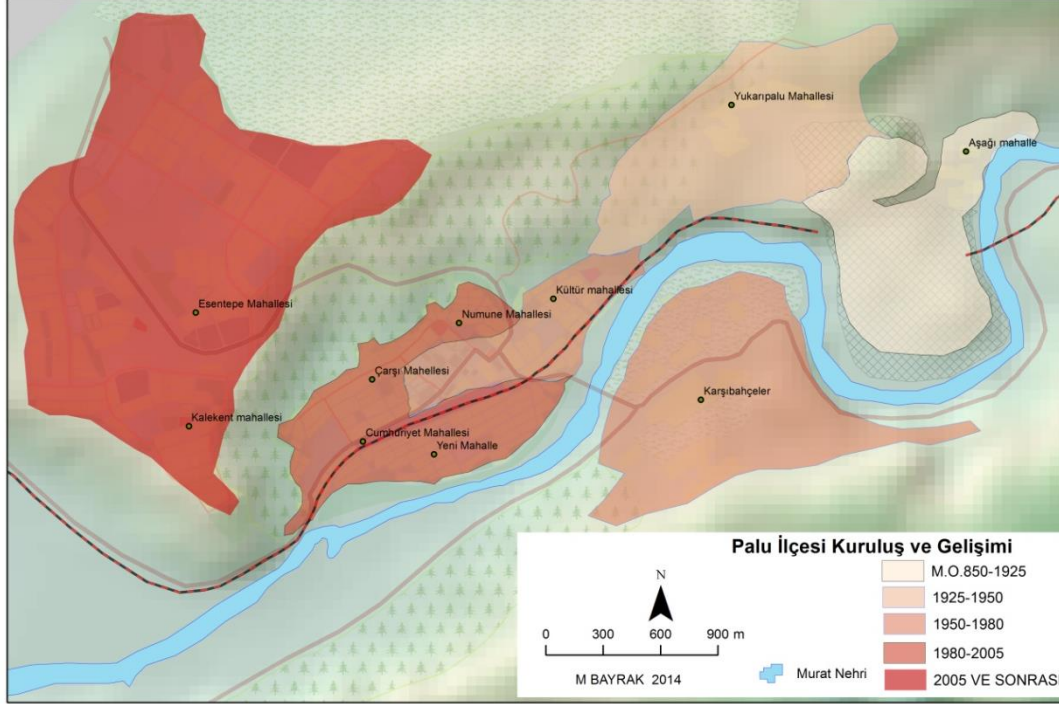 Yukarıpalu Mahallesi
Aşağı mahalle
Esentepe Mahallesi
Kültür mahallesi
Numune Mahallesi
Çarşı Mahellesi
Karşıbahçeler
Kalekent mahallesi
Cumhuriyet Mahallesi
Yeni Mahalle
Palu İlçesi Kuruluş ve Gelişimi
M.O.850-1925
1925-1950
1950-1980
1980-2005
2005 VE SONRASI
N
0 300 600 900 m
M BAYRAK 2014
Murat Nehri